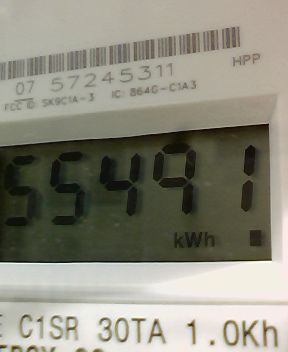 07 57245311
HPP
FCC ID: SK9C1A-3 IC: 864G-C1A3
55491
kWh
C1SR 30TA 1.0Kh